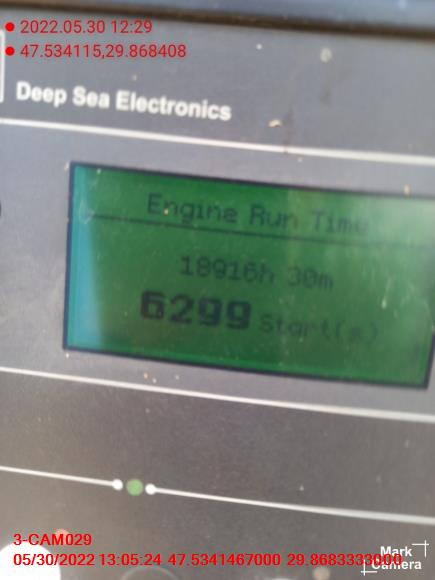 2022.05.30 12:29
47.534115,29.868408
Deep Sea Electronics
Engine Run Time
18916h 30m
6299 Start(s)
3-CAM029
05/30/2022 13:05:24 47.5341467000 29.8683333000
Mark
Camera